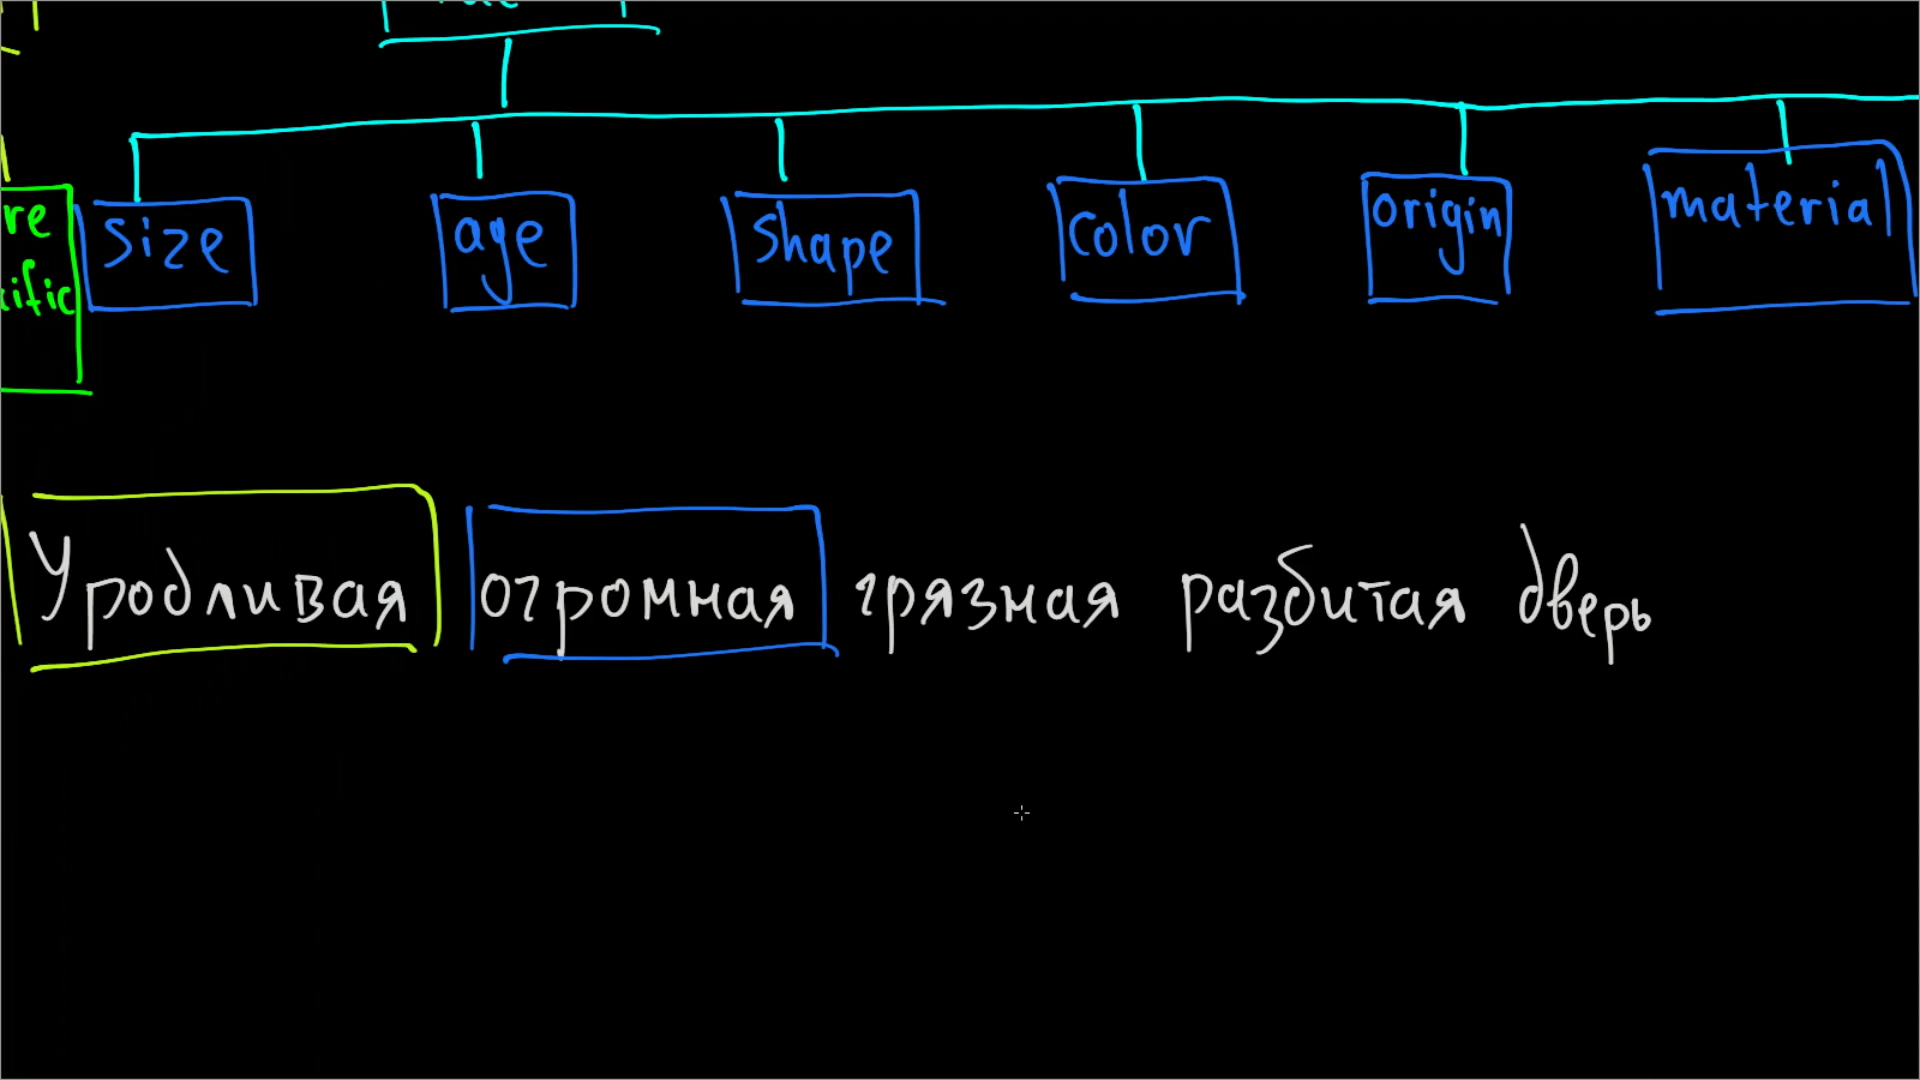 size age shape color origin material
Уродливая огромная грязная разбитая дверь